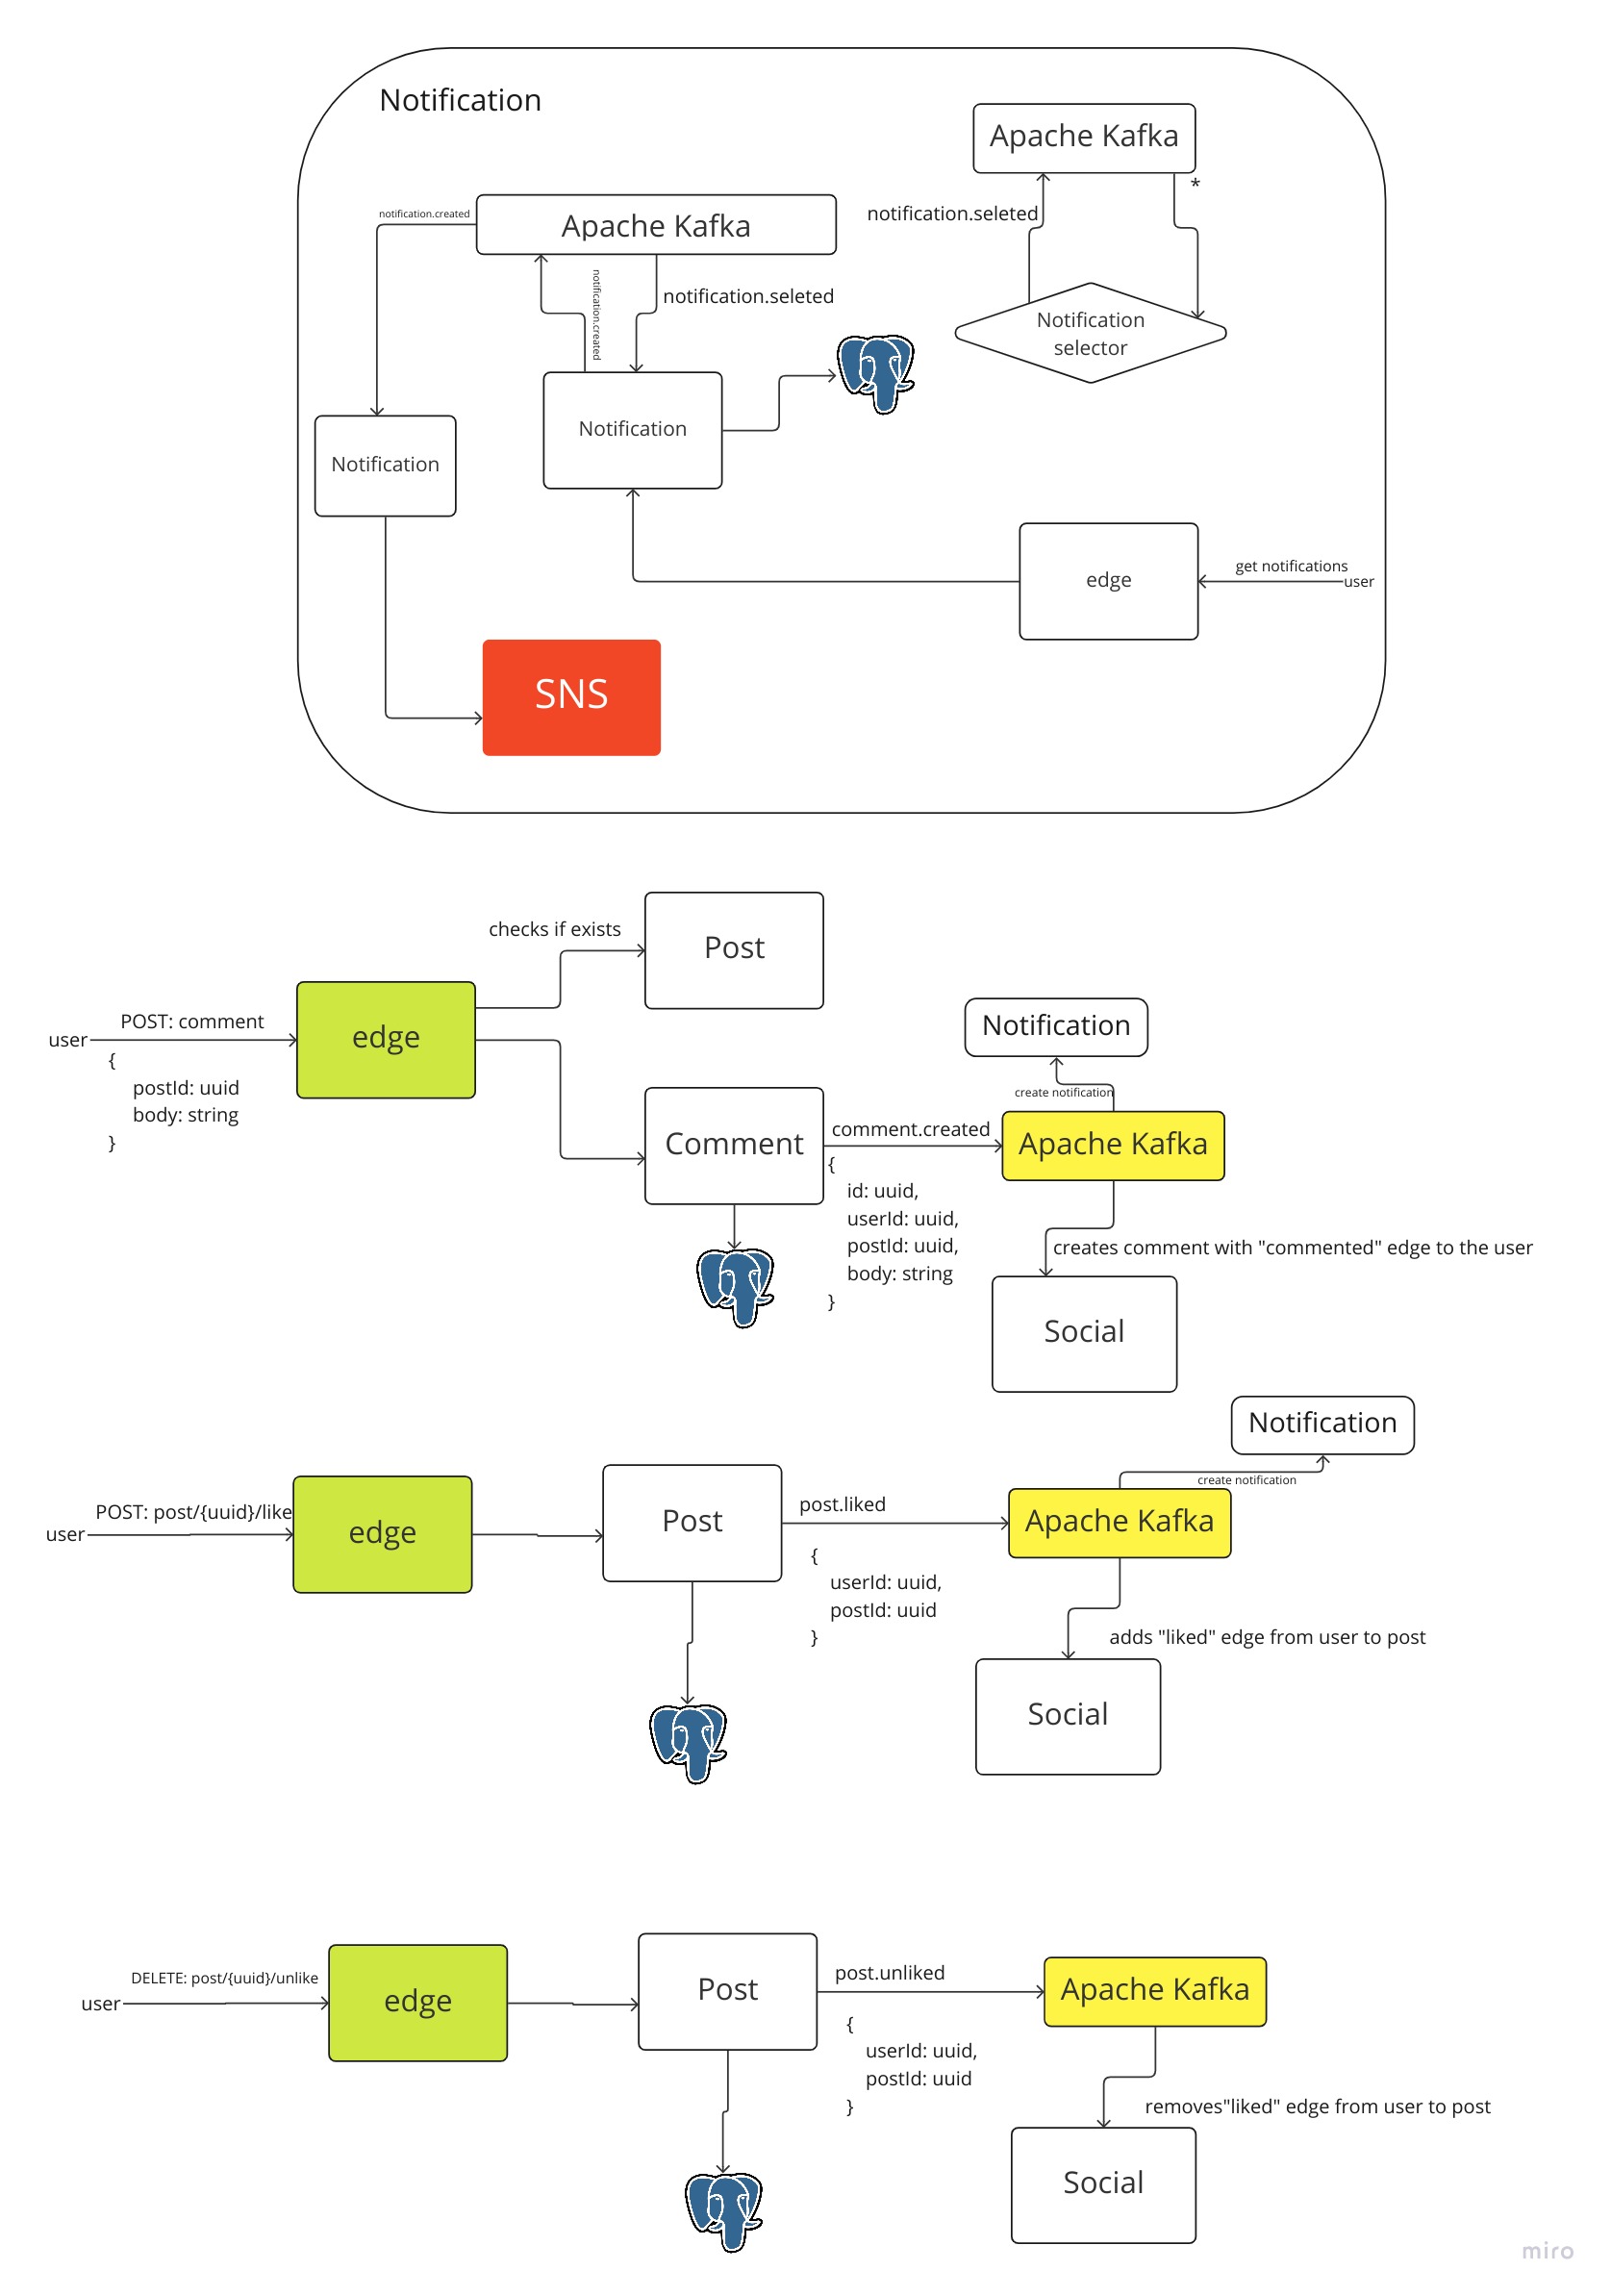 Notification
Apache Kafka
*
notification.seleted
Notification
selector
notification.created
Apache Kafka
notification.created
notification.seleted
Notification
Notification
edge
get notifications
user
SNS
checks if exists
Post
user
POST: comment
{
postId: uuid
body: string
}
edge
Comment
comment.created
{
id: uuid,
userId: uuid,
postId: uuid,
body: string
}
Notification
create notification
Apache Kafka
creates comment with "commented" edge to the user
Social
Notification
create notification
user
POST: post/{uuid}/like
edge
Post
post.liked
{
userId: uuid,
postId: uuid
}
Apache Kafka
adds "liked" edge from user to post
Social
user
DELETE: post/{uuid}/unlike
edge
Post
post.unliked
{
userId: uuid,
postId: uuid
}
Apache Kafka
removes"liked" edge from user to post
Social
miro